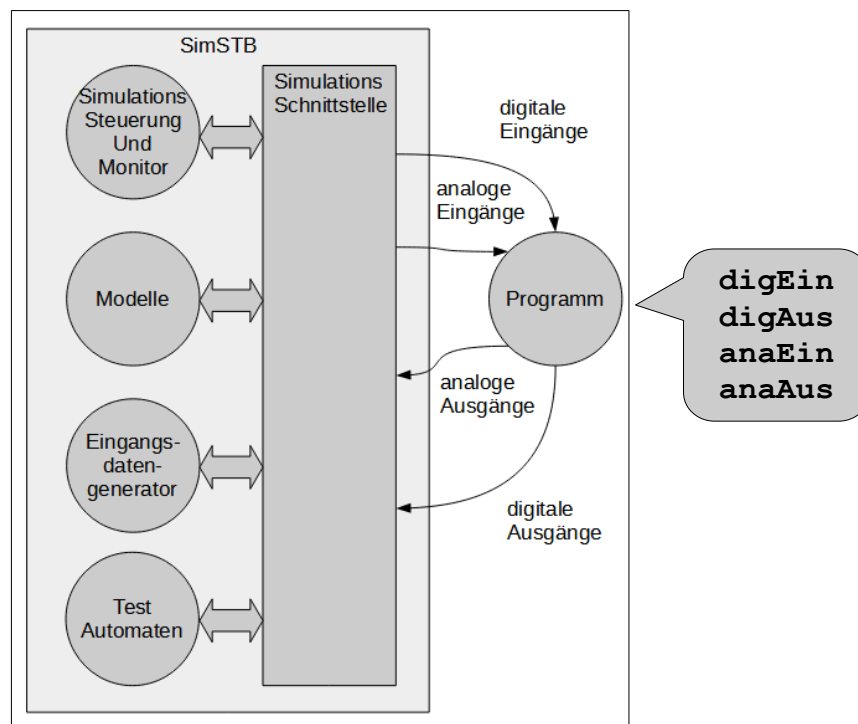 SimSTB
Simulations
Steuerung
Und
Monitor
Simulations
Schnittstelle
digitale
Eingänge
analoge
Eingänge
Modelle
Programm
digEin
digAus
anaEin
anaAus
analoge
Ausgänge
Eingangs-
daten-
generator
digitale
Ausgänge
Test
Automaten